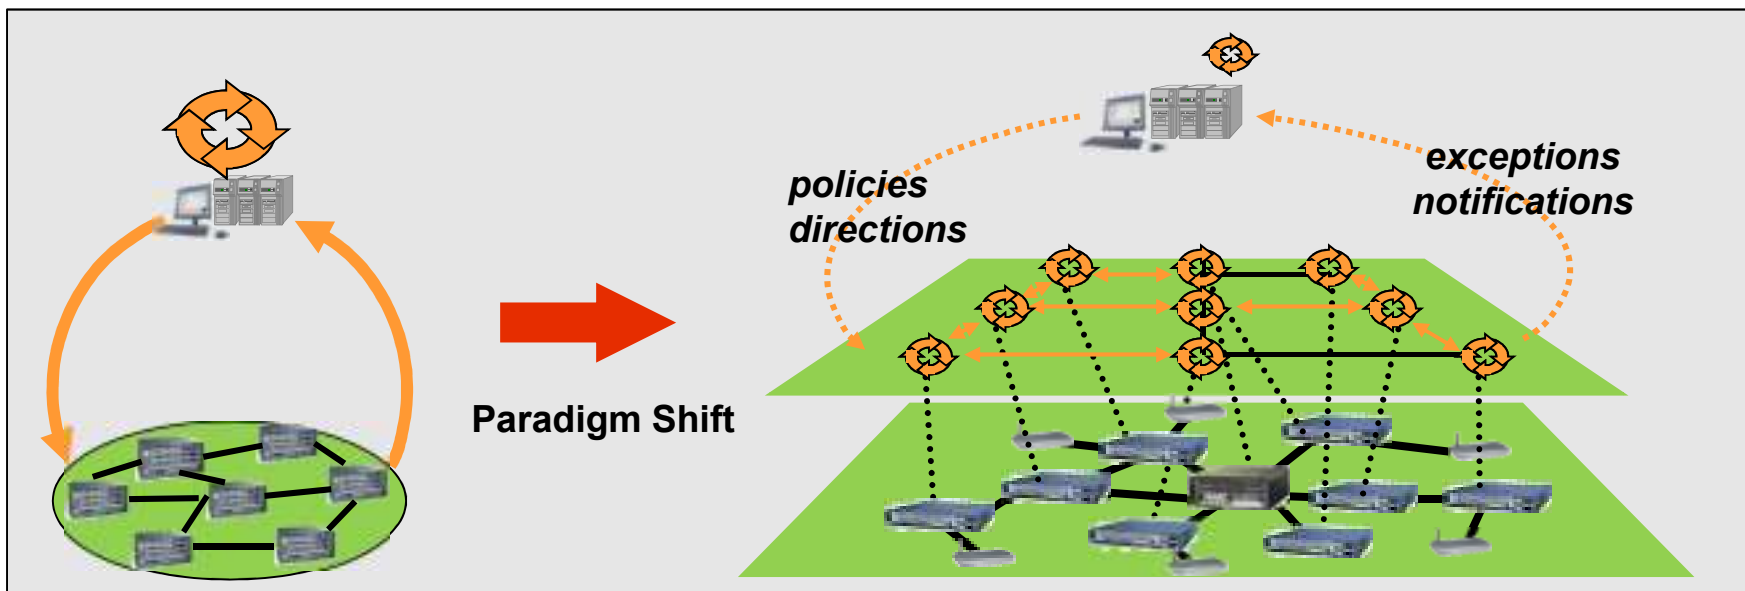 policies
directions
exceptions
notifications
Paradigm Shift